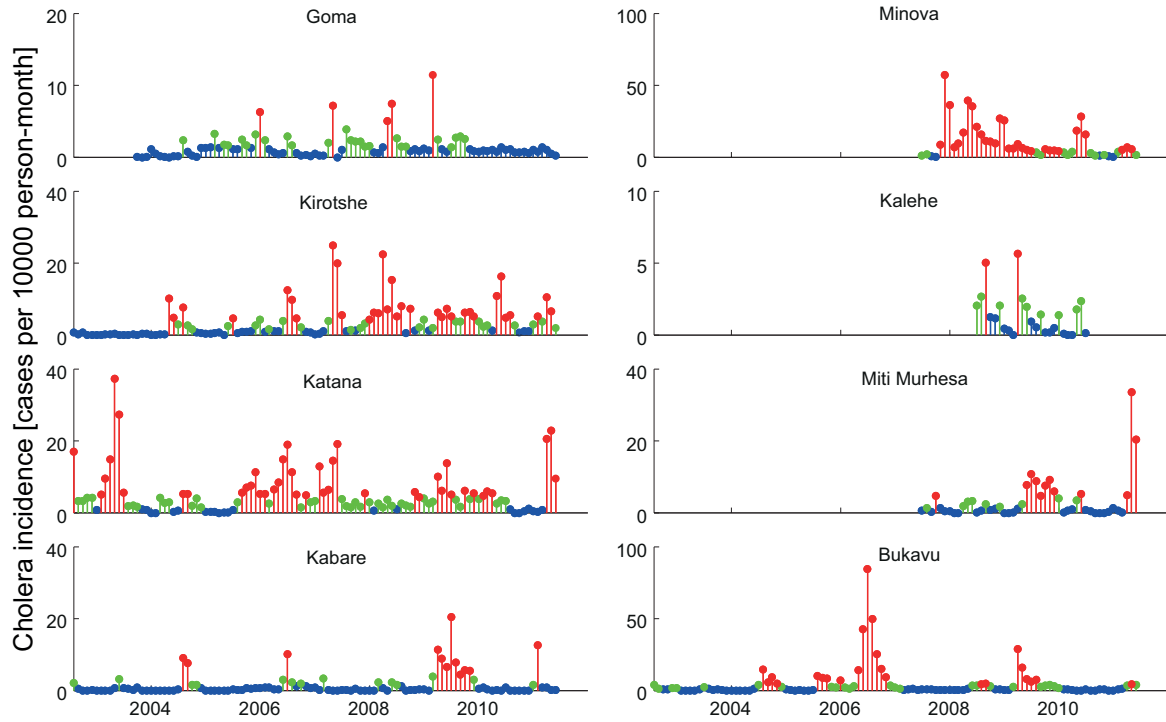 Cholera incidence [cases per 10000 person-month]
Goma
20
10
0
Minova
100
50
0
Kirotshe
40
20
0
Kalehe
10
5
0
Katana
40
20
0
Miti Murhesa
40
20
0
Kabare
40
20
0
2004 2006 2008 2010
Bukavu
100
50
0
2004 2006 2008 2010